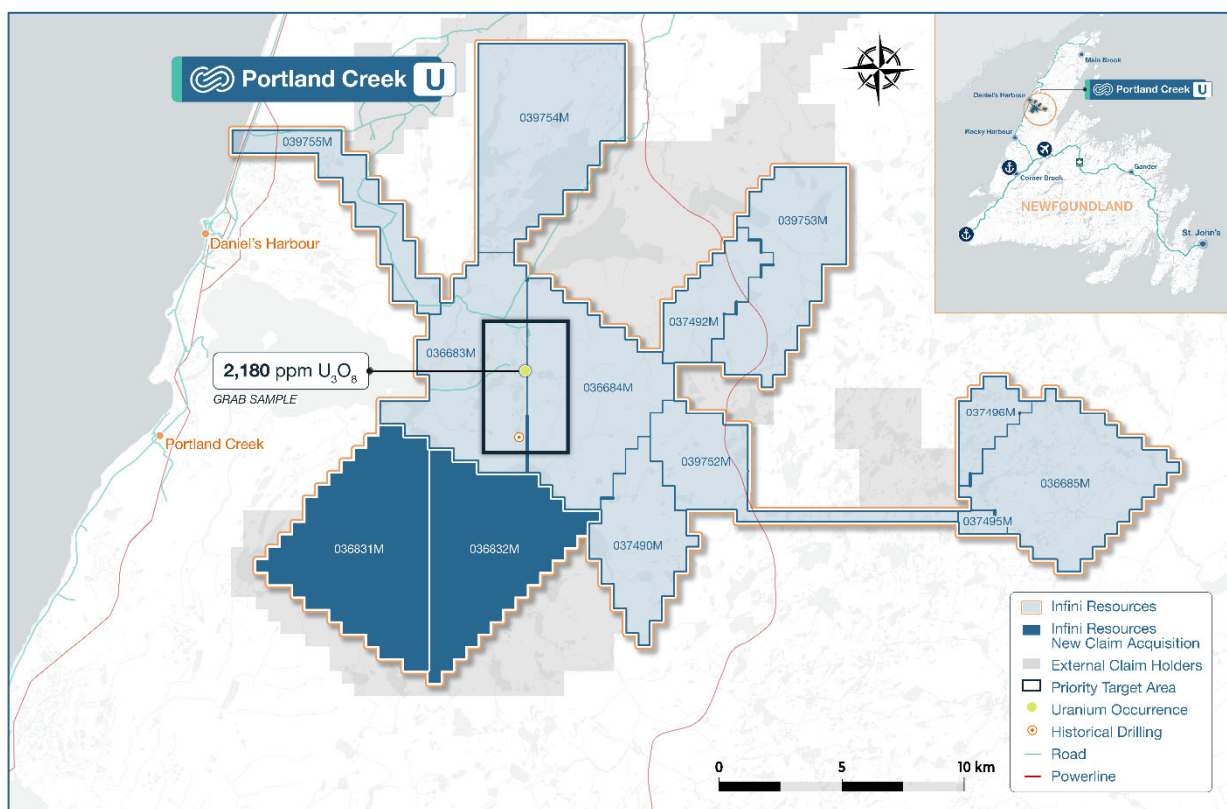 Portland Creek U
039754M
039755M
Daniel's Harbour
039753M
037492M
036683M
2,180 ppm U₃O₈
GRAB SAMPLE
036684M
Portland Creek
037496M
039752M
036685M
037495M
036831M
036832M
037490M
Main Brook
Daniel's Harbour
Portland Creek U
Rocky Harbour
Corner Brook
Gander
NEWFOUNDLAND
St. John's
Infini Resources
Infini Resources
New Claim Acquisition
External Claim Holders
Priority Target Area
Uranium Occurrence
Historical Drilling
Road
Powerline
0 5 10 km